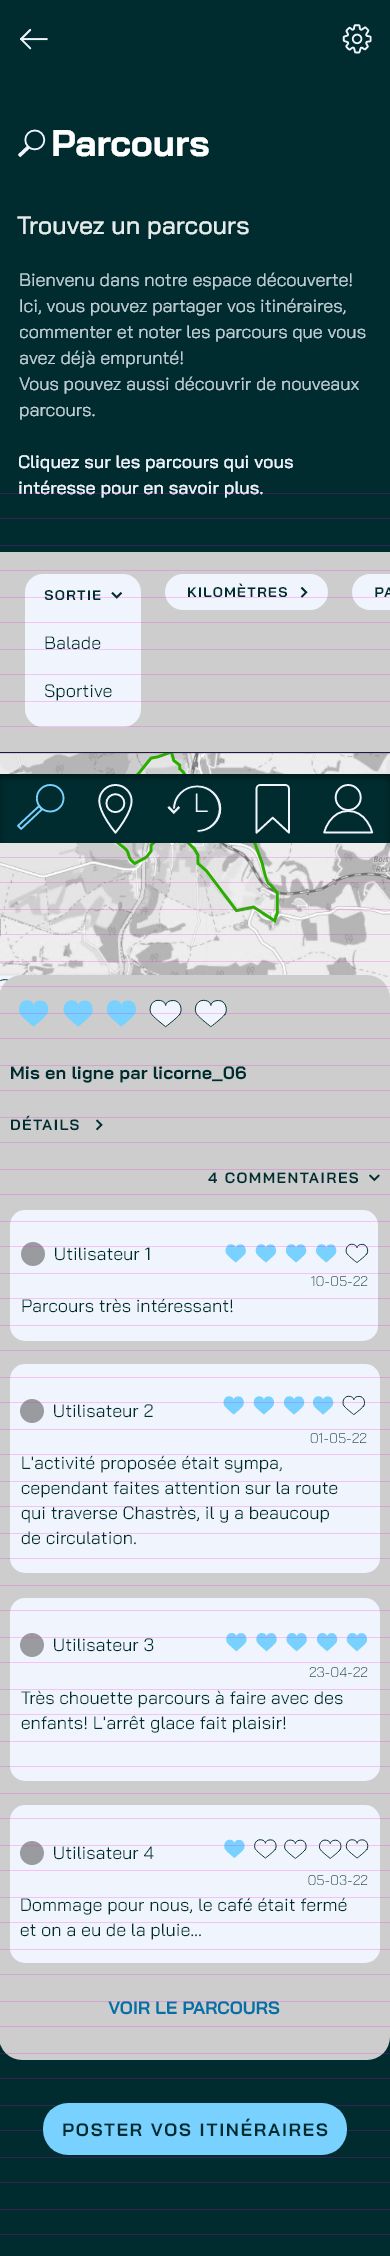 Parcours
Trouvez un parcours
Bienvenu dans notre espace découverte!
Ici, vous pouvez partager vos itinéraires,
commenter et noter les parcours que vous
avez déjà emprunté!
Vous pouvez aussi découvrir de nouveaux
parcours.
Cliquez sur les parcours qui vous
intéresse pour en savoir plus.
SORTIE
KILOMÈTRES
PA
Balade
Sportive
Mis en ligne par licorne_06
DÉTAILS
4 COMMENTAIRES
Utilisateur 1
10-05-22
Parcours très intéressant!
Utilisateur 2
01-05-22
L'activité proposée était sympa,
cependant faites attention sur la route
qui traverse Chastrès, il y a beaucoup
de circulation.
Utilisateur 3
23-04-22
Très chouette parcours à faire avec des
enfants! L'arrêt glace fait plaisir!
Utilisateur 4
05-03-22
Dommage pour nous, le café était fermé
et on a eu de la pluie...
VOIR LE PARCOURS
POSTER VOS ITINÉRAIRES